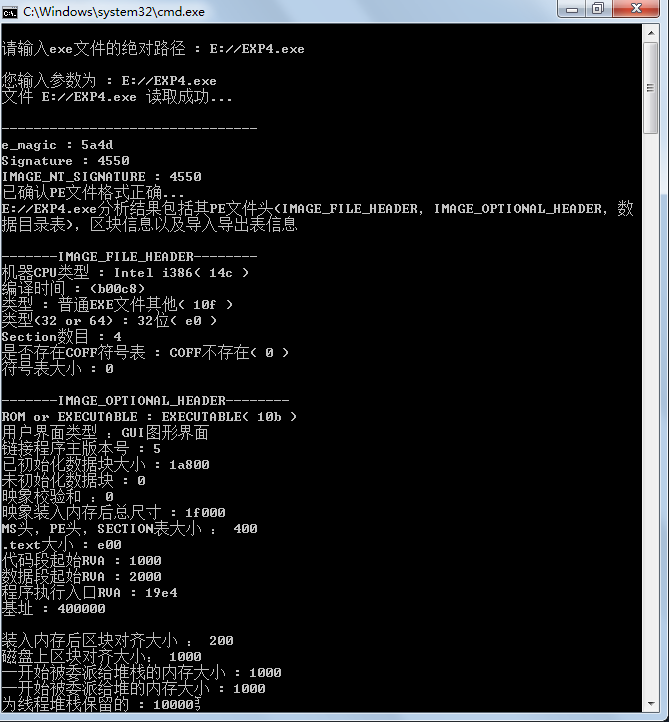 C:\Windows\system32\cmd.exe
请输入exe文件的绝对路径 : E://EXP4.exe
您输入参数为 : E://EXP4.exe
文件 E://EXP4.exe 读取成功...
--------------------------------
e_magic : 5a4d
Signature : 4550
IMAGE_NT_SIGNATURE : 4550
已确认PE文件格式正确...
E://EXP4.exe分析结果包括其PE文件头(IMAGE_FILE_HEADER, IMAGE_OPTIONAL_HEADER, 数
据目录表), 区块信息以及导入导出表信息
-------IMAGE_FILE_HEADER--------
机器CPU类型 : Intel i386( 14c )
编译时间 : (b00c8)
类型 : 普通EXE文件其他( 10f )
类型(32 or 64) : 32位( e0 )
Section数目 : 4
是否存在COFF符号表 : COFF不存在( 0 )
符号表大小 : 0
-------IMAGE_OPTIONAL_HEADER--------
ROM or EXECUTABLE : EXECUTABLE( 10b )
用户界面类型 : GUI图形界面
链接程序主版本号 : 5
已初始化数据块大小 : 1a800
未初始化数据块 : 0
映象校验和 : 0
映象装入内存后总尺寸 : 1f000
MS头, PE头, SECTION表大小 : 400
.text大小 : e00
代码段起始RVA : 1000
数据段起始RVA : 2000
程序执行入口RVA : 19e4
基址 : 400000
装入内存后区块对齐大小 : 200
磁盘上区块对齐大小: 1000
一开始被委派给堆栈的内存大小 : 1000
一开始被委派给堆的内存大小 : 1000
为线程堆栈保留的 : 10000